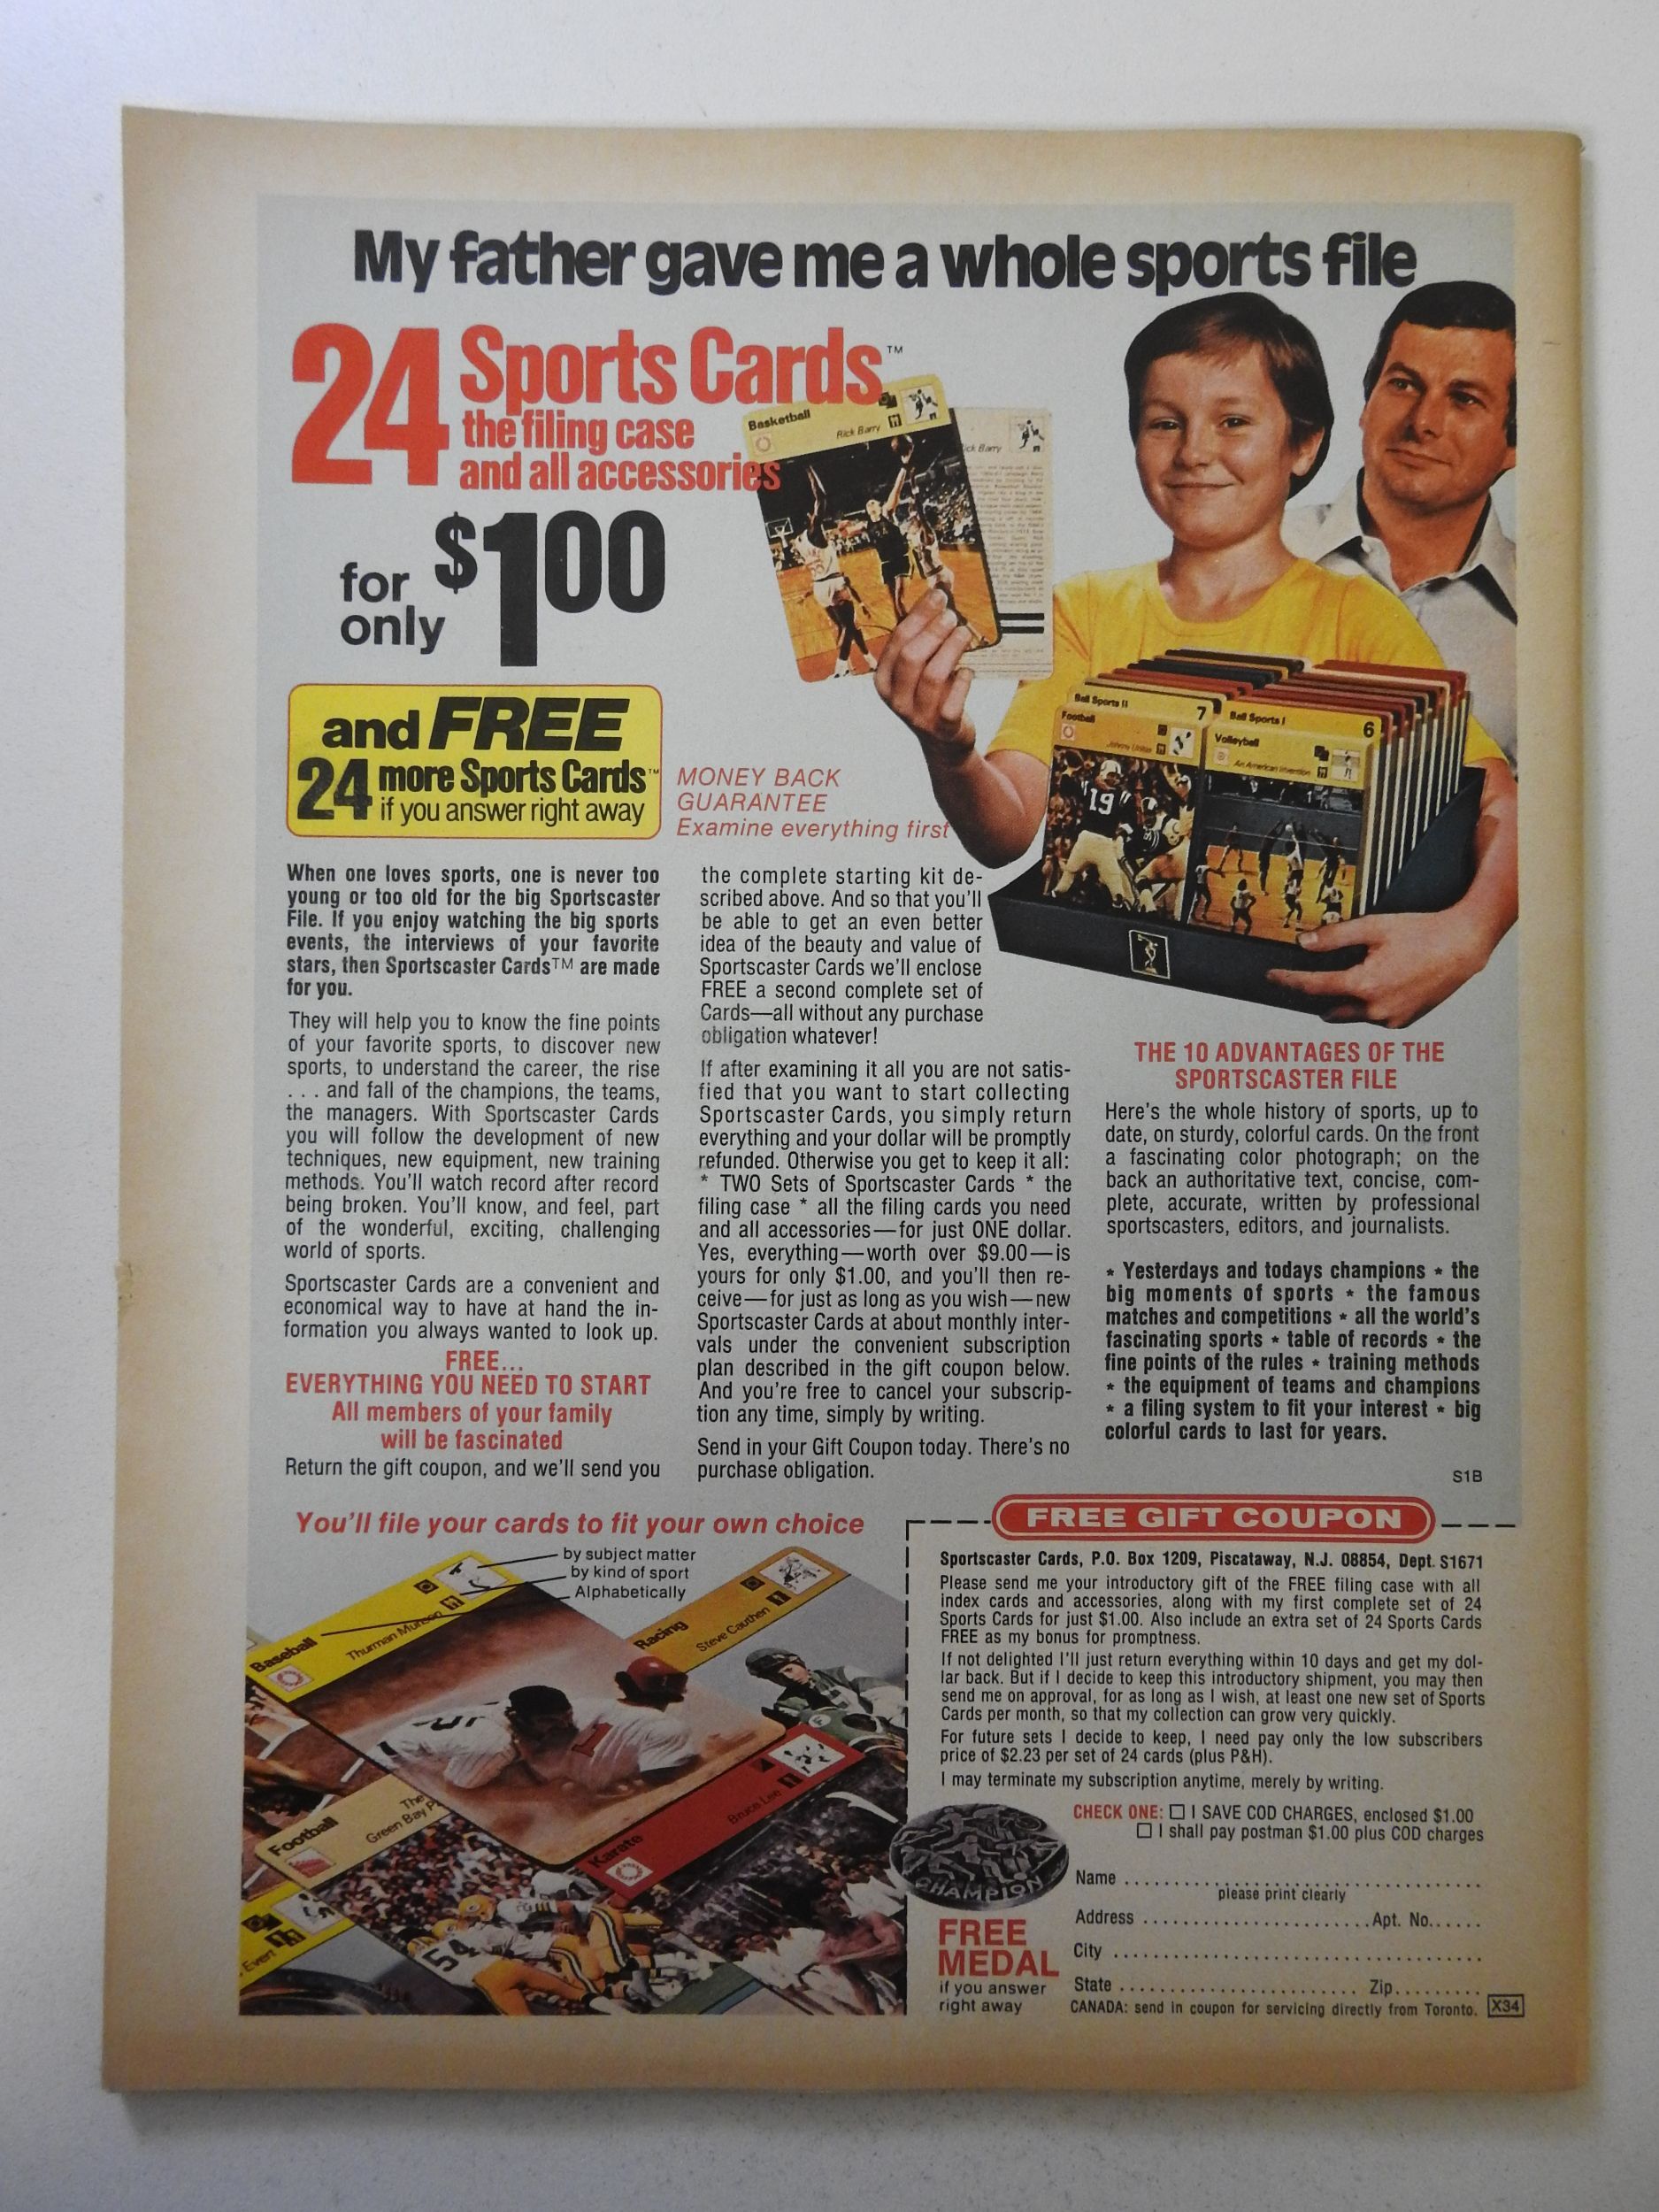 My father gave me a whole sports file
24 Sports Cards™
the filing case
and all accessories
for only $1.00
and FREE
24 more Sports Cards™
if you answer right away
MONEY BACK
GUARANTEE
Examine everything first
Basketball
Rick Barry
ick Barry
Ball Sports II 7
Football
Johnny Unitas
Ball Sports I 6
Volleyball
An American Invention
19
When one loves sports, one is never too
young or too old for the big Sportscaster
File. If you enjoy watching the big sports
events, the interviews of your favorite
stars, then Sportscaster Cards™ are made
for you.
They will help you to know the fine points
of your favorite sports, to discover new
sports, to understand the career, the rise
. . . and fall of the champions, the teams,
the managers. With Sportscaster Cards
you will follow the development of new
techniques, new equipment, new training
methods. You'll watch record after record
being broken. You'll know, and feel, part
of the wonderful, exciting, challenging
world of sports.
Sportscaster Cards are a convenient and
economical way to have at hand the in-
formation you always wanted to look up.
FREE...
EVERYTHING YOU NEED TO START
All members of your family
will be fascinated
Return the gift coupon, and we'll send you
the complete starting kit de-
scribed above. And so that you'll
be able to get an even better
idea of the beauty and value of
Sportscaster Cards we'll enclose
FREE a second complete set of
Cards—all without any purchase
obligation whatever!
If after examining it all you are not satis-
fied that you want to start collecting
Sportscaster Cards, you simply return
everything and your dollar will be promptly
refunded. Otherwise you get to keep it all:
* TWO Sets of Sportscaster Cards * the
filing case * all the filing cards you need
and all accessories—for just ONE dollar.
Yes, everything—worth over $9.00—is
yours for only $1.00, and you'll then re-
ceive—for just as long as you wish—new
Sportscaster Cards at about monthly inter-
vals under the convenient subscription
plan described in the gift coupon below.
And you're free to cancel your subscrip-
tion any time, simply by writing.
Send in your Gift Coupon today. There's no
purchase obligation.
THE 10 ADVANTAGES OF THE
SPORTSCASTER FILE
Here's the whole history of sports, up to
date, on sturdy, colorful cards. On the front
a fascinating color photograph; on the
back an authoritative text, concise, com-
plete, accurate, written by professional
sportscasters, editors, and journalists.
* Yesterdays and todays champions * the
big moments of sports * the famous
matches and competitions * all the world's
fascinating sports * table of records * the
fine points of the rules * training methods
* the equipment of teams and champions
* a filing system to fit your interest * big
colorful cards to last for years.
S1B
You'll file your cards to fit your own choice
by subject matter
by kind of sport
Alphabetically
Baseball
Thurman Munson
Racing
Steve Cauthen
Football
The
Green Bay P
Karate
Bruce Lee
Evert
1
54
FREE GIFT COUPON
Sportscaster Cards, P.O. Box 1209, Piscataway, N.J. 08854, Dept. S1671
Please send me your introductory gift of the FREE filing case with all
index cards and accessories, along with my first complete set of 24
Sports Cards for just $1.00. Also include an extra set of 24 Sports Cards
FREE as my bonus for promptness.
If not delighted I'll just return everything within 10 days and get my dol-
lar back. But if I decide to keep this introductory shipment, you may then
send me on approval, for as long as I wish, at least one new set of Sports
Cards per month, so that my collection can grow very quickly.
For future sets I decide to keep, I need pay only the low subscribers
price of $2.23 per set of 24 cards (plus P&H).
I may terminate my subscription anytime, merely by writing.
CHECK ONE: ☐ I SAVE COD CHARGES, enclosed $1.00
☐ I shall pay postman $1.00 plus COD charges
CHAMPION
FREE
MEDAL
if you answer
right away
Name
please print clearly
Address Apt. No.
City
State Zip
CANADA: send in coupon for servicing directly from Toronto. X34